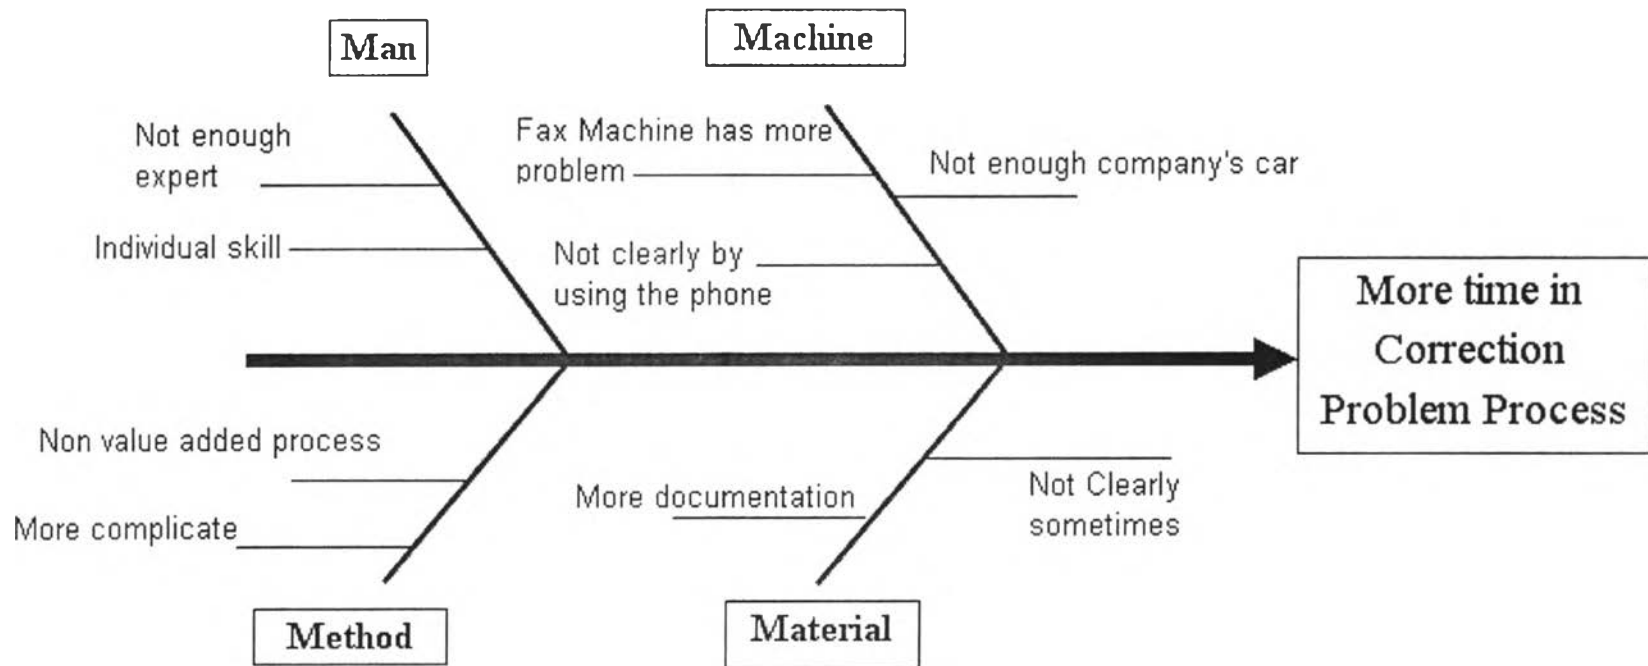 Man
Machine
Not enough
expert
Fax Machine has more
problem
Not enough company's car
Individual skill
Not clearly by
using the phone
More time in
Correction
Problem Process
Non value added process
More complicate
More documentation
Not Clearly
sometimes
Method
Material